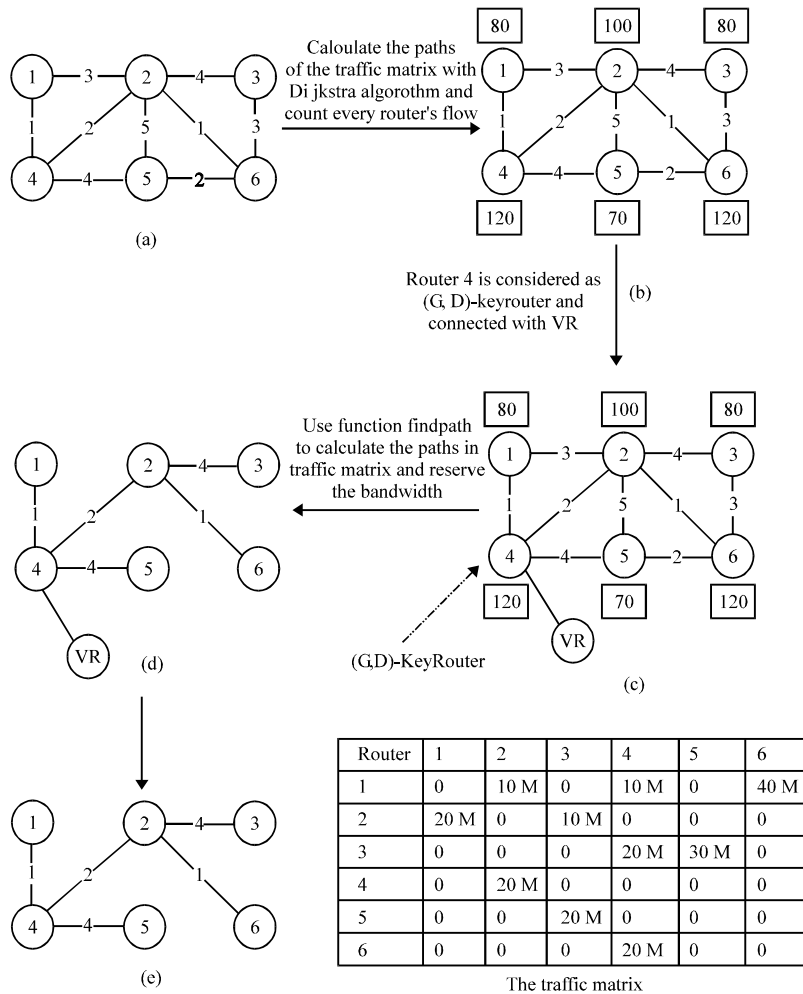 80 100 80
1 3 2 4 3
1 2 5 1 3
4 4 5 2 6
(a)
Caloulate the paths
of the traffic matrix with
Di jkstra algorothm and
count every router's flow
1 3 2 4 3
1 2 5 1 3
4 4 5 2 6
120 70 120
Router 4 is considered as
(G, D)-keyrouter and
connected with VR
(b)
80 100 80
1 3 2 4 3
1 2 5 1 3
4 4 5 2 6
120 70 120
VR
(G,D)-KeyRouter
(c)
Use function findpath
to calculate the paths in
traffic matrix and reserve
the bandwidth
1 2 4 3
1 2 1
4 4 5 6
VR
(d)
1 2 4 3
1 2 1
4 4 5 6
(e)
Router 1 2 3 4 5 6
1 0 10 M 0 10 M 0 40 M
2 20 M 0 10 M 0 0 0
3 0 0 0 20 M 30 M 0
4 0 20 M 0 0 0 0
5 0 0 20 M 0 0 0
6 0 0 0 20 M 0 0
The traffic matrix